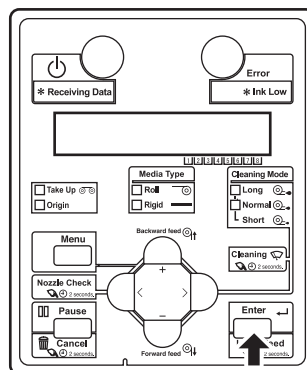 Error
* Receiving Data
* Ink Low
1 2 3 4 5 6 7 8
Media Type
Cleaning Mode
Take Up
Origin
Roll
Rigid
Long
Normal
Short
Menu
Backward feed
+
Cleaning
2 seconds.
Nozzle Check
2 seconds.
< >
Pause
Enter
−
Cancel
2 seconds.
Forward feed
2 seconds.